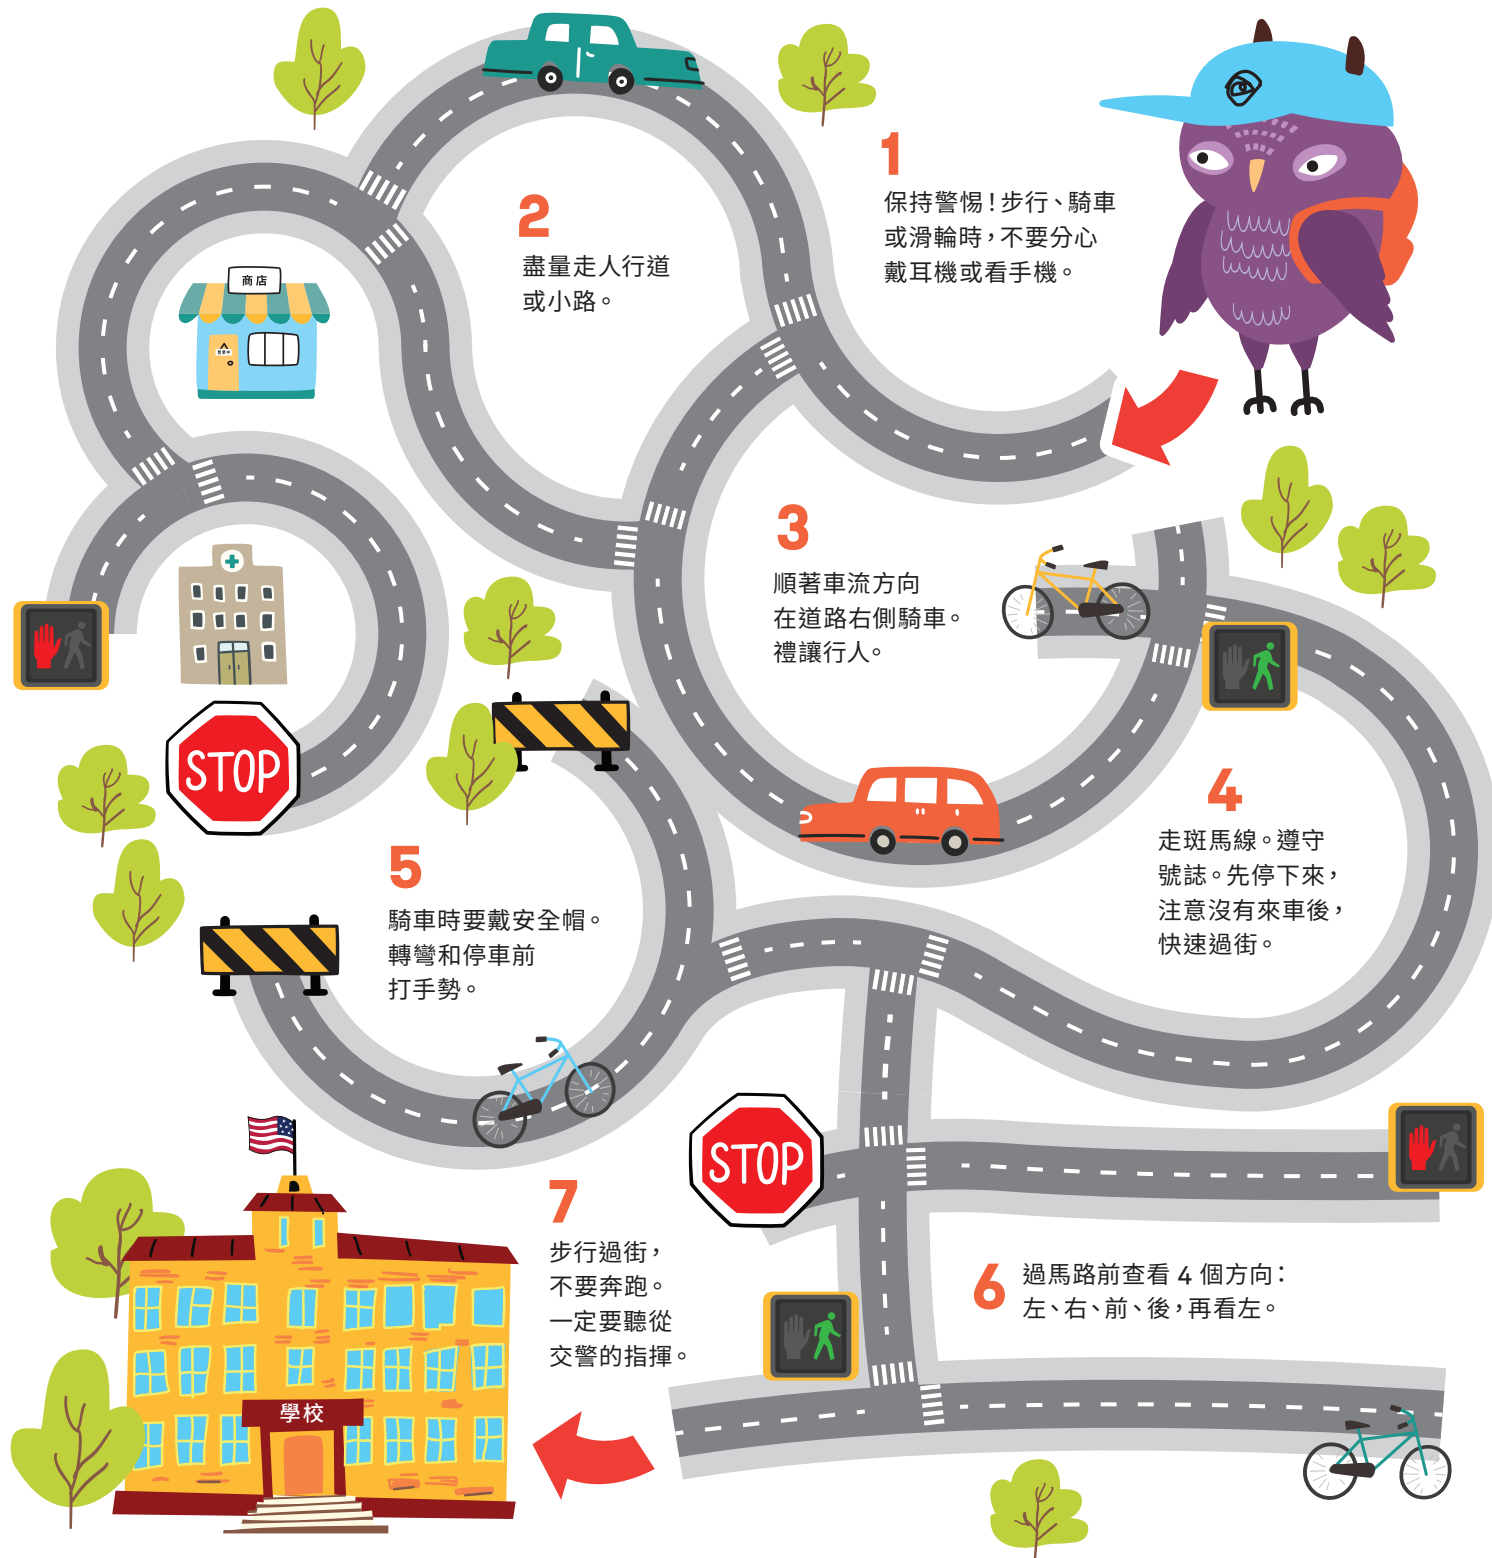 1
保持警惕！步行、騎車
或滑輪時，不要分心
戴耳機或看手機。
2
盡量走人行道
或小路。
商店
3
順著車流方向
在道路右側騎車。
禮讓行人。
4
走斑馬線。遵守
號誌。先停下來，
注意沒有來車後，
快速過街。
STOP
5
騎車時要戴安全帽。
轉彎和停車前
打手勢。
STOP
6
過馬路前查看 4 個方向：
左、右、前、後，再看左。
7
步行過街，
不要奔跑。
一定要聽從
交警的指揮。
學校